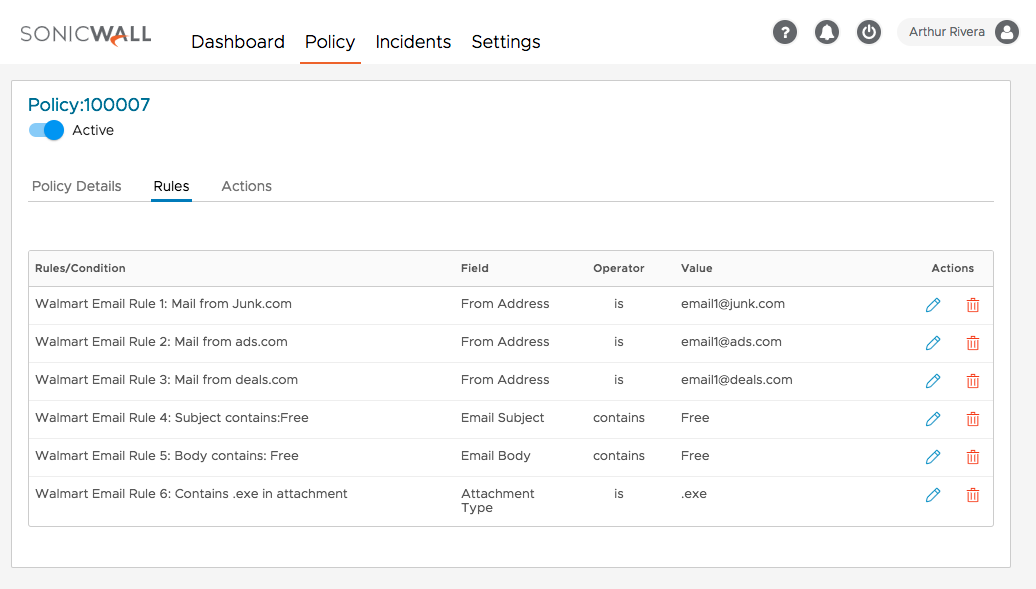 SONICWALL
Dashboard Policy Incidents Settings
? Arthur Rivera
Policy:100007
Active
Policy Details Rules Actions
Rules/Condition Field Operator Value Actions
Walmart Email Rule 1: Mail from Junk.com From Address is email1@junk.com
Walmart Email Rule 2: Mail from ads.com From Address is email1@ads.com
Walmart Email Rule 3: Mail from deals.com From Address is email1@deals.com
Walmart Email Rule 4: Subject contains:Free Email Subject contains Free
Walmart Email Rule 5: Body contains: Free Email Body contains Free
Walmart Email Rule 6: Contains .exe in attachment Attachment is .exe
Type